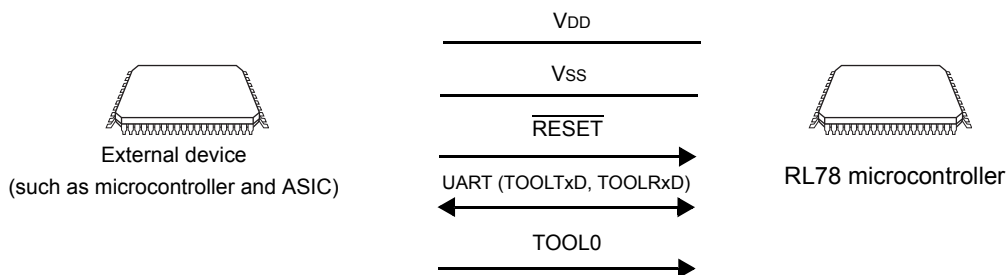 VDD
VSS
RESET
External device
(such as microcontroller and ASIC)
UART (TOOLTxD, TOOLRxD)
RL78 microcontroller
TOOL0